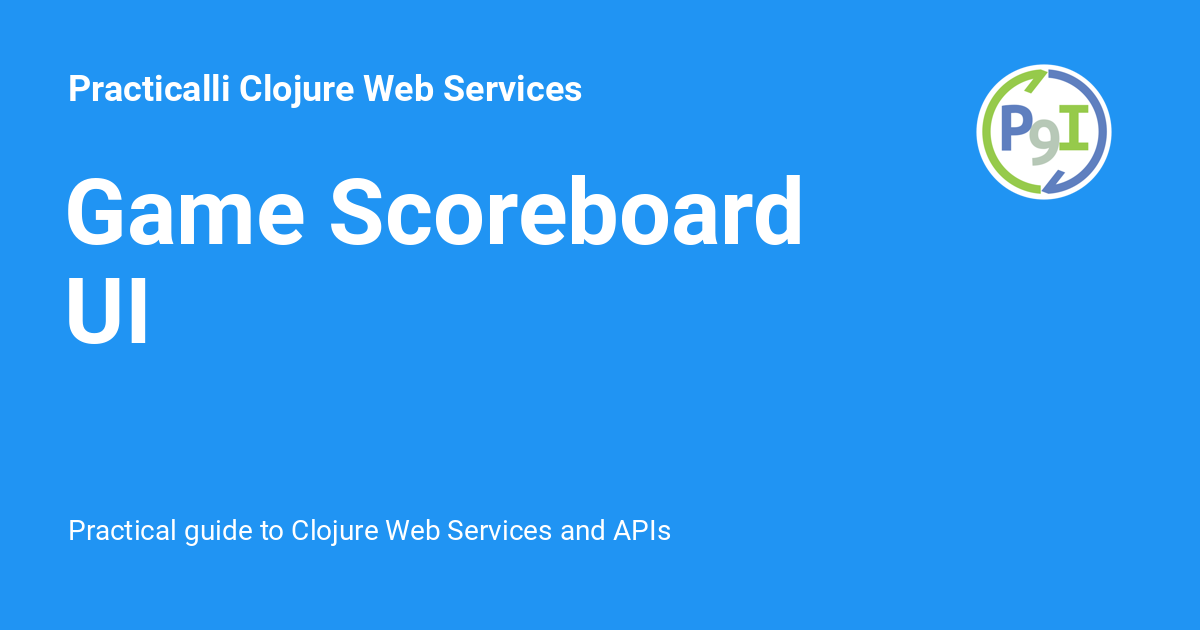 Practicalli Clojure Web Services
P9I
Game Scoreboard
UI
Practical guide to Clojure Web Services and APIs